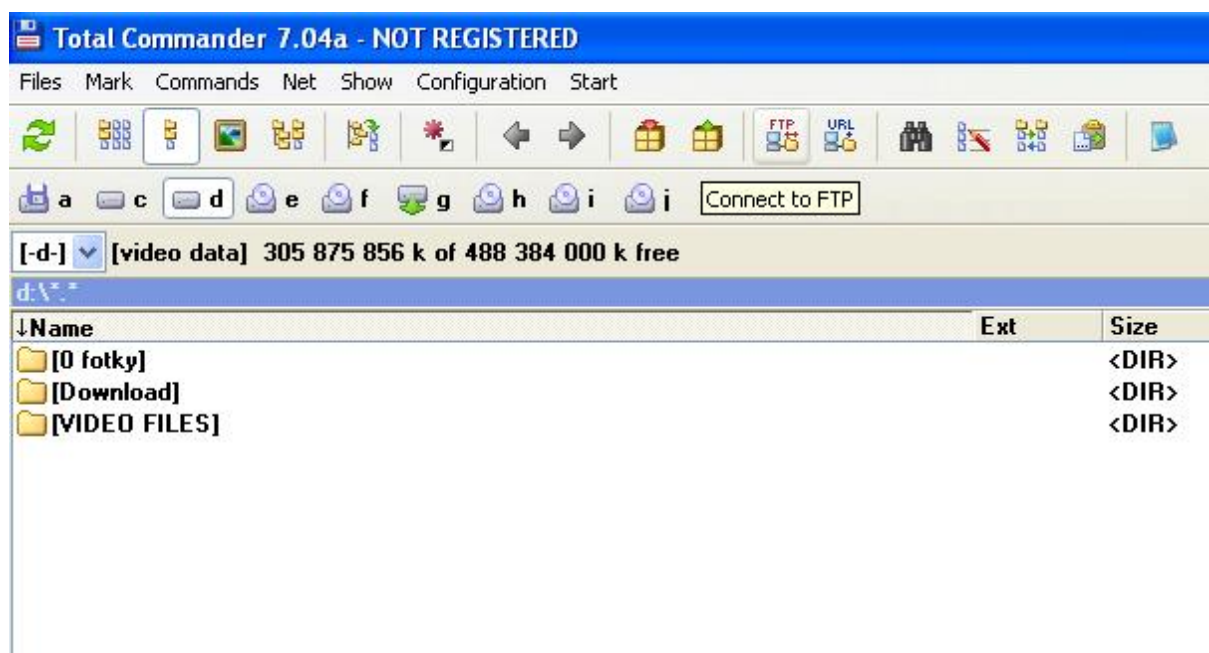 Total Commander 7.04a - NOT REGISTERED
Files Mark Commands Net Show Configuration Start
FTP URL
a c d e f g h i j Connect to FTP
[-d-] [video data] 305 875 856 k of 488 384 000 k free
d:\*.*
↓Name Ext Size
[0 fotky] <DIR>
[Download] <DIR>
[VIDEO FILES] <DIR>